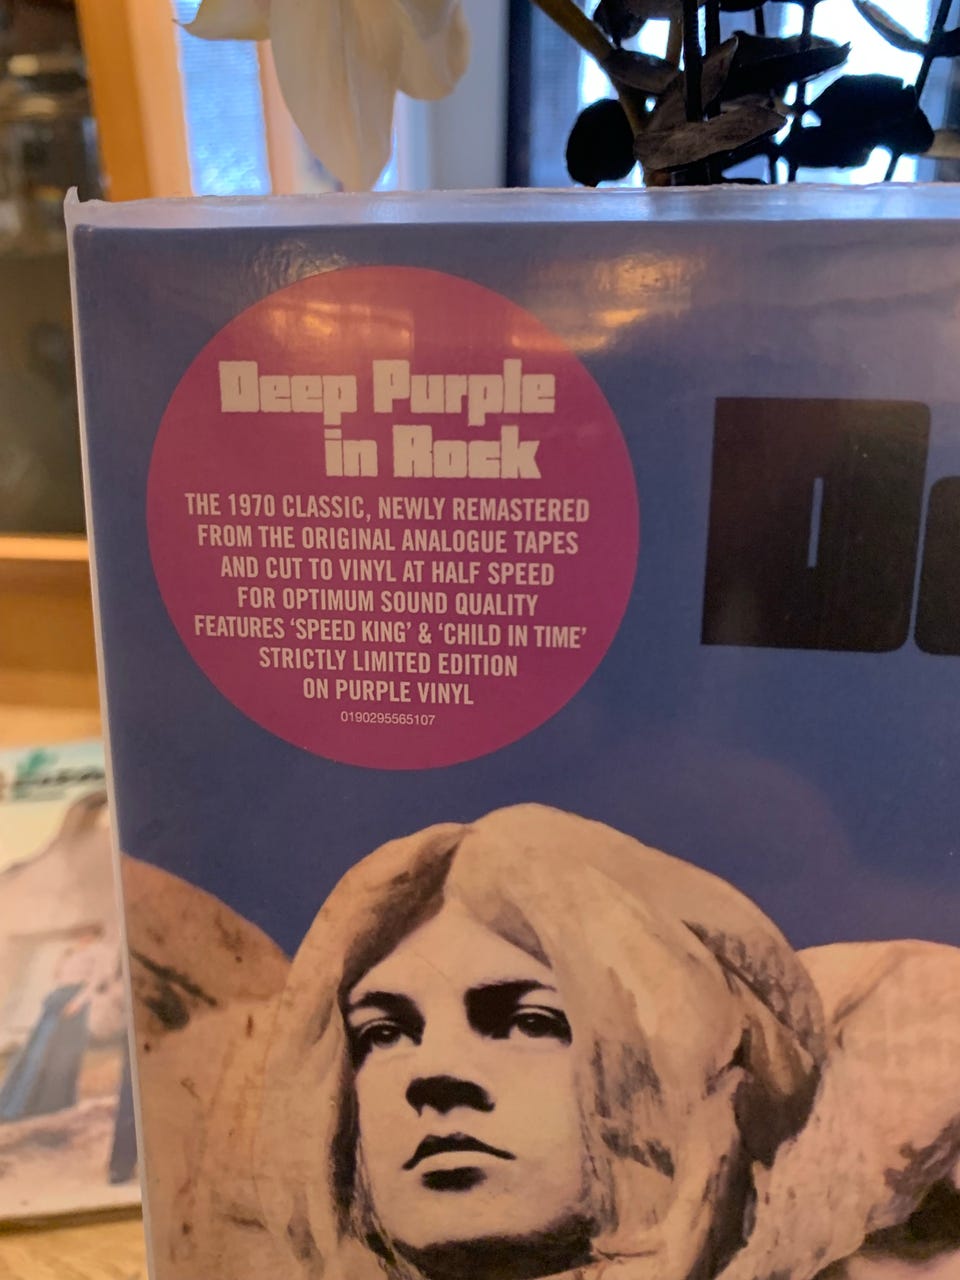 Deep Purple
in Rock
THE 1970 CLASSIC, NEWLY REMASTERED
FROM THE ORIGINAL ANALOGUE TAPES
AND CUT TO VINYL AT HALF SPEED
FOR OPTIMUM SOUND QUALITY
FEATURES ‘SPEED KING’ & ‘CHILD IN TIME’
STRICTLY LIMITED EDITION
ON PURPLE VINYL
0190295565107
D